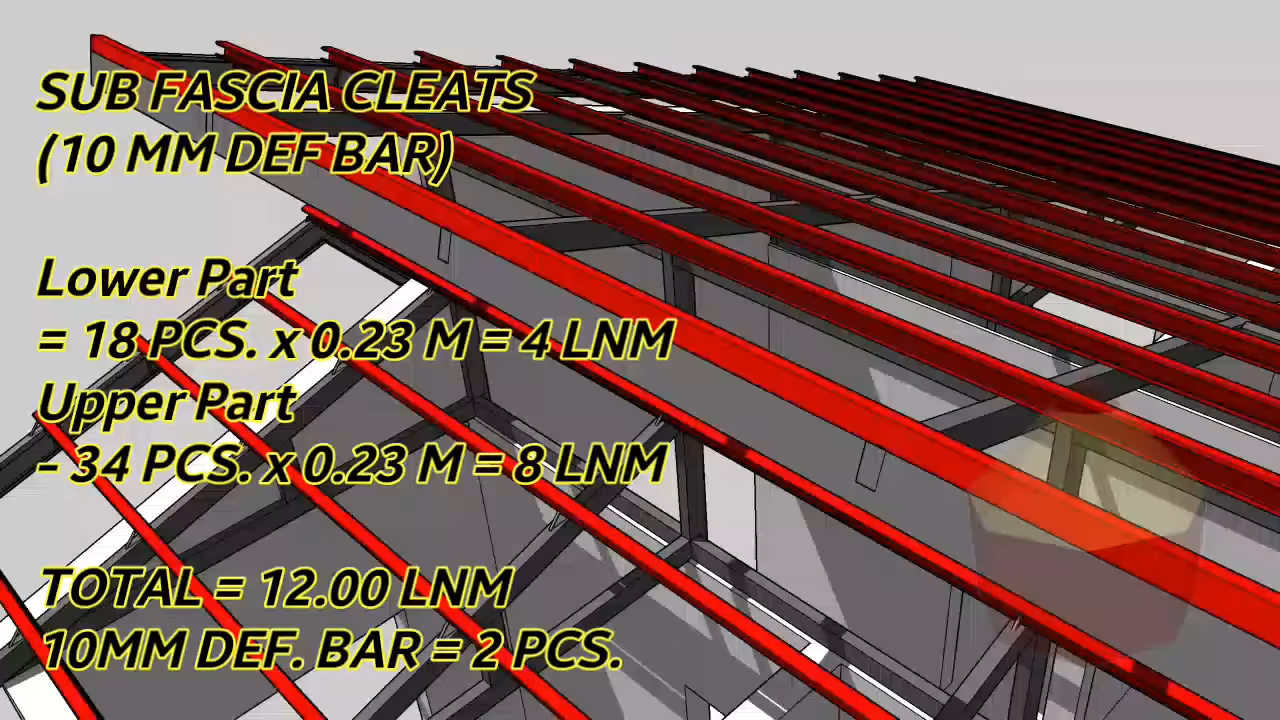 SUB FASCIA CLEATS
(10 MM DEF BAR)
Lower Part
= 18 PCS. x 0.23 M = 4 LNM
Upper Part
- 34 PCS. x 0.23 M = 8 LNM
TOTAL = 12.00 LNM
10MM DEF. BAR = 2 PCS.